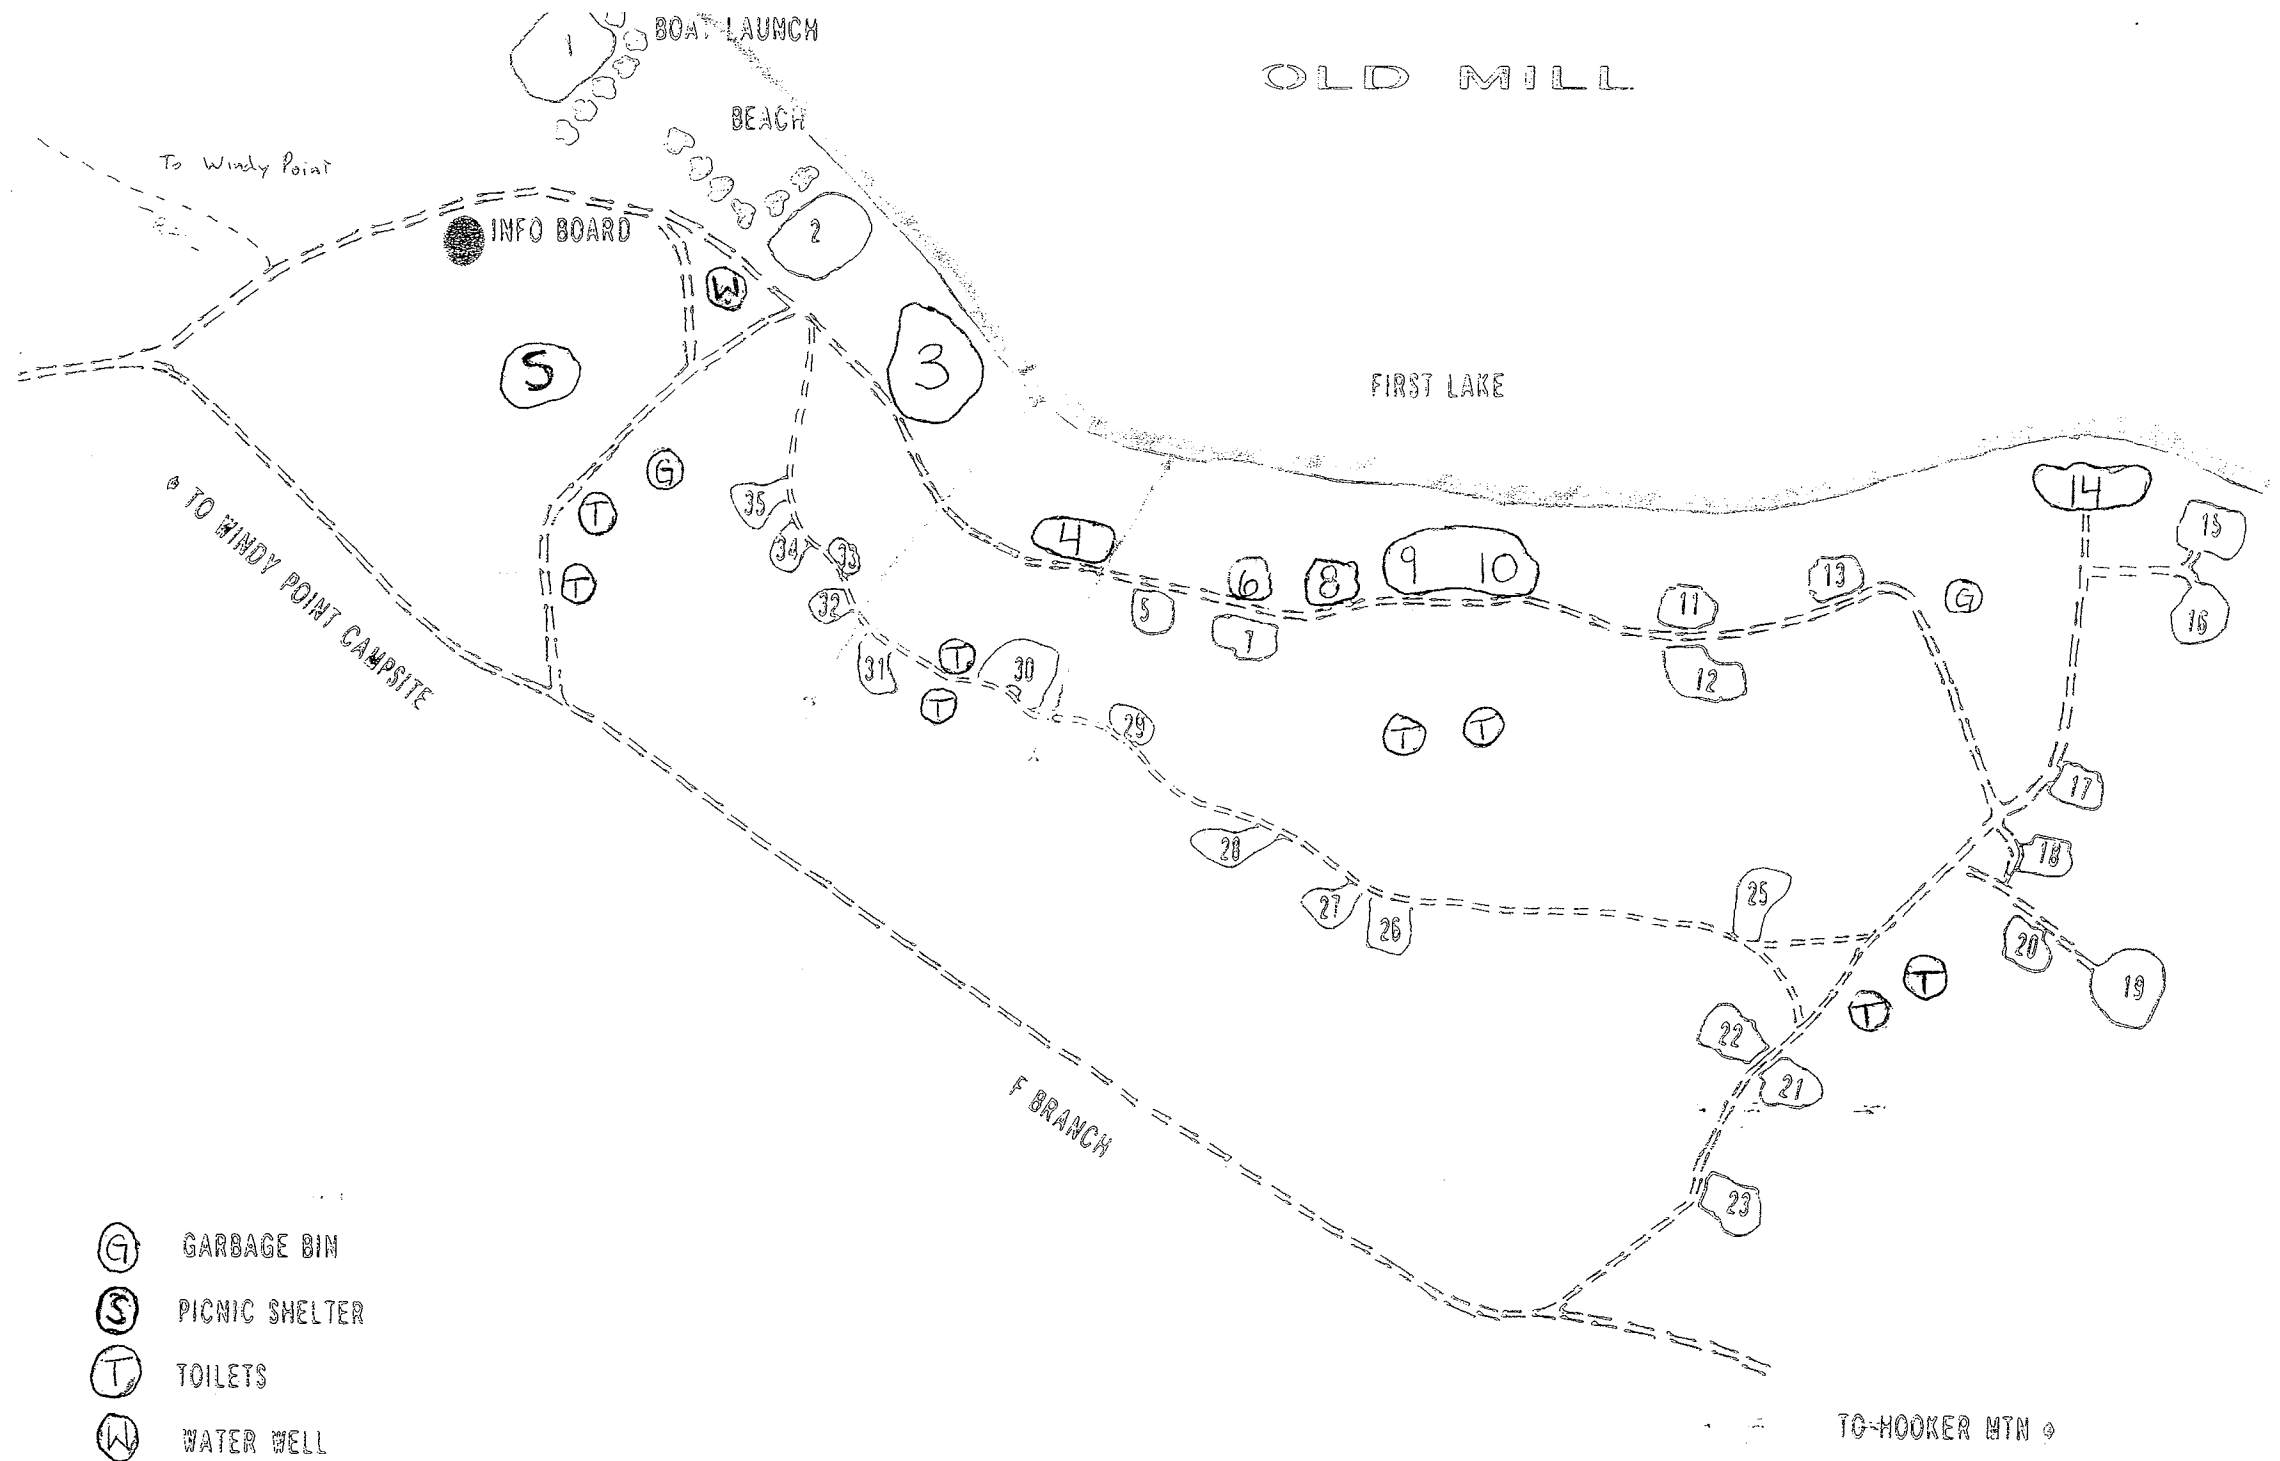 BOAT LAUNCH
1
OLD MILL
BEACH
To Windy Point
2
INFO BOARD
W
3
S
FIRST LAKE
G
T
T
TO WINDY POINT CAMPSITE
35
34
33
32
31
T
T
30
29
4
5
6
7
8
9 10
11
12
13
G
14
15
16
T T
17
18
20
19
28
27
26
25
T
T
22
21
23
F BRANCH
G GARBAGE BIN
S PICNIC SHELTER
T TOILETS
W WATER WELL
TO HOOKER MTN